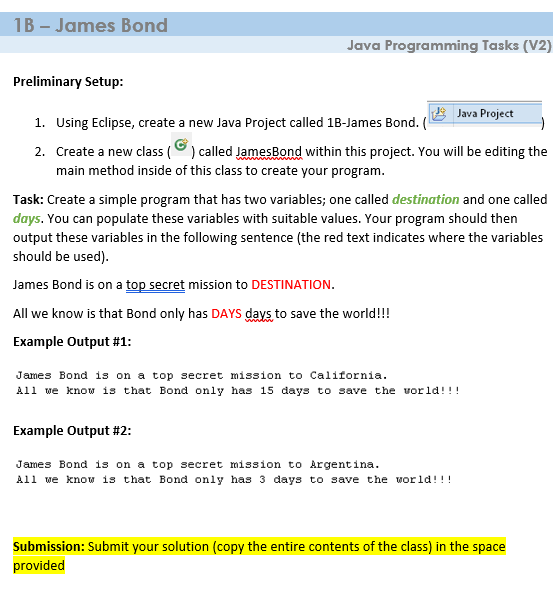 1B – James Bond
Java Programming Tasks (V2)
Preliminary Setup:
1. Using Eclipse, create a new Java Project called 1B-James Bond. ( Java Project )
2. Create a new class ( ) called JamesBond within this project. You will be editing the
main method inside of this class to create your program.
Task: Create a simple program that has two variables; one called destination and one called
days. You can populate these variables with suitable values. Your program should then
output these variables in the following sentence (the red text indicates where the variables
should be used).
James Bond is on a top secret mission to DESTINATION.
All we know is that Bond only has DAYS days to save the world!!!
Example Output #1:
James Bond is on a top secret mission to California.
All we know is that Bond only has 15 days to save the world!!!
Example Output #2:
James Bond is on a top secret mission to Argentina.
All we know is that Bond only has 3 days to save the world!!!
Submission: Submit your solution (copy the entire contents of the class) in the space
provided